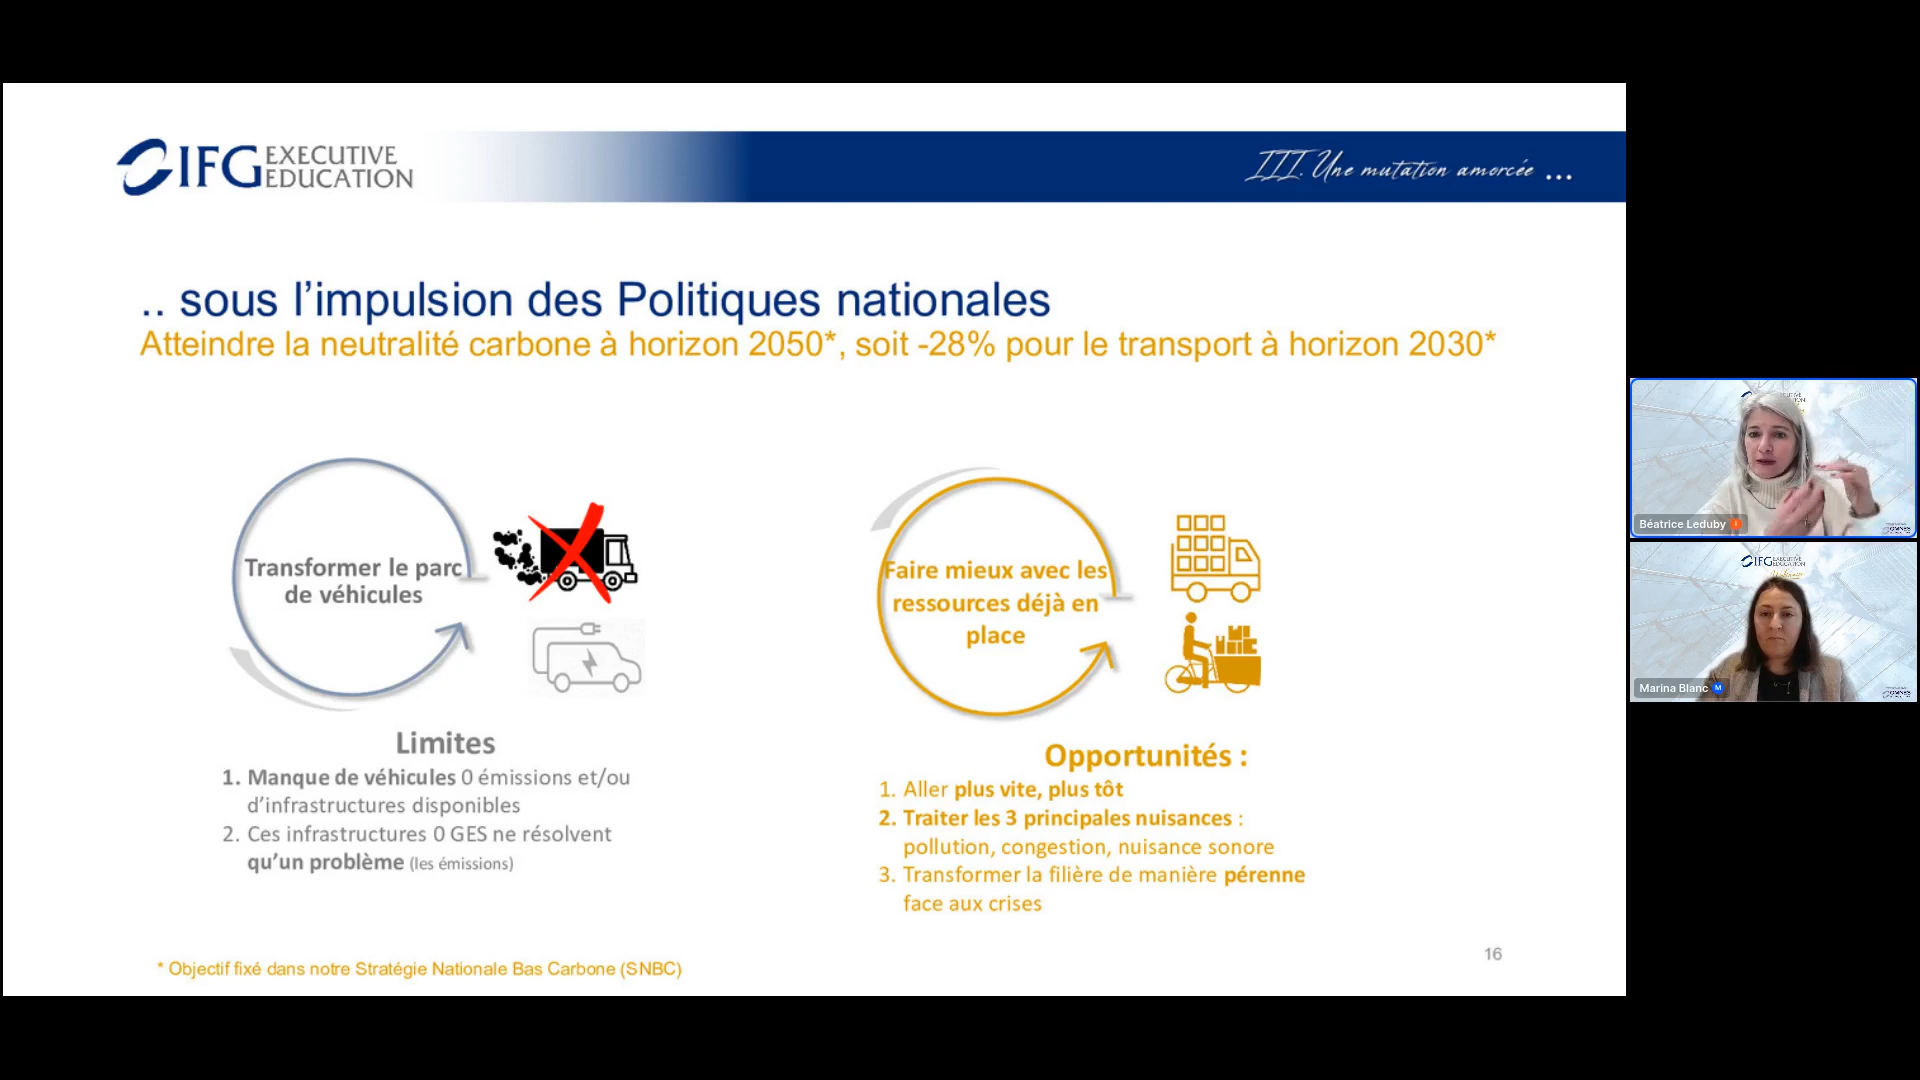 IFG EXECUTIVE
EDUCATION
III. Une mutation amorcée ...
.. sous l’impulsion des Politiques nationales
Atteindre la neutralité carbone à horizon 2050*, soit -28% pour le transport à horizon 2030*
Transformer le parc
de véhicules
Limites
1. Manque de véhicules 0 émissions et/ou
d’infrastructures disponibles
2. Ces infrastructures 0 GES ne résolvent
qu’un problème (les émissions)
Faire mieux avec les
ressources déjà en
place
Opportunités :
1. Aller plus vite, plus tôt
2. Traiter les 3 principales nuisances :
pollution, congestion, nuisance sonore
3. Transformer la filière de manière pérenne
face aux crises
* Objectif fixé dans notre Stratégie Nationale Bas Carbone (SNBC)
16
Béatrice Leduby
OMNES
IFG EXECUTIVE
EDUCATION
Marina Blanc M
OMNES